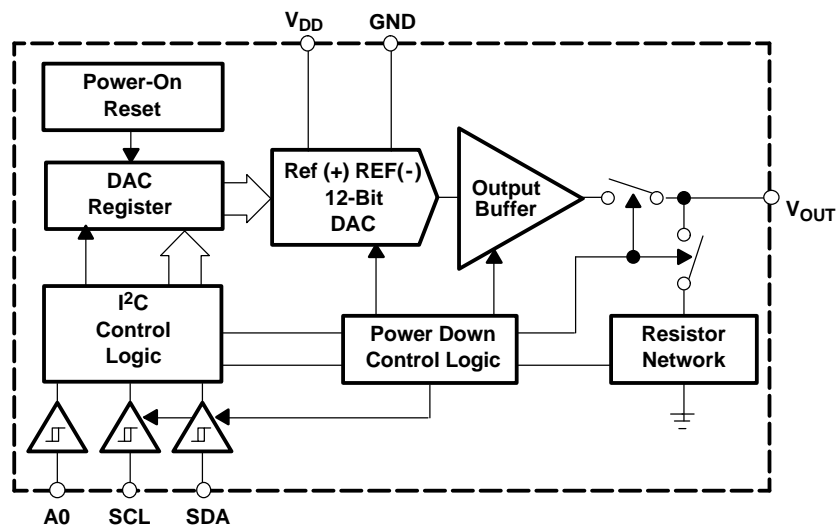 VDD
GND
Power-On
Reset
DAC
Register
Ref (+) REF(-)
12-Bit
DAC
Output
Buffer
VOUT
I²C
Control
Logic
Power Down
Control Logic
Resistor
Network
A0
SCL
SDA